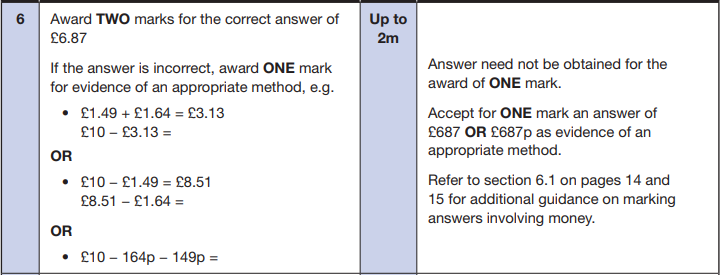 6
Award TWO marks for the correct answer of
£6.87
If the answer is incorrect, award ONE mark
for evidence of an appropriate method, e.g.
• £1.49 + £1.64 = £3.13
£10 – £3.13 =
OR
• £10 – £1.49 = £8.51
£8.51 – £1.64 =
OR
• £10 – 164p – 149p =
Up to
2m
Answer need not be obtained for the
award of ONE mark.
Accept for ONE mark an answer of
£687 OR £687p as evidence of an
appropriate method.
Refer to section 6.1 on pages 14 and
15 for additional guidance on marking
answers involving money.